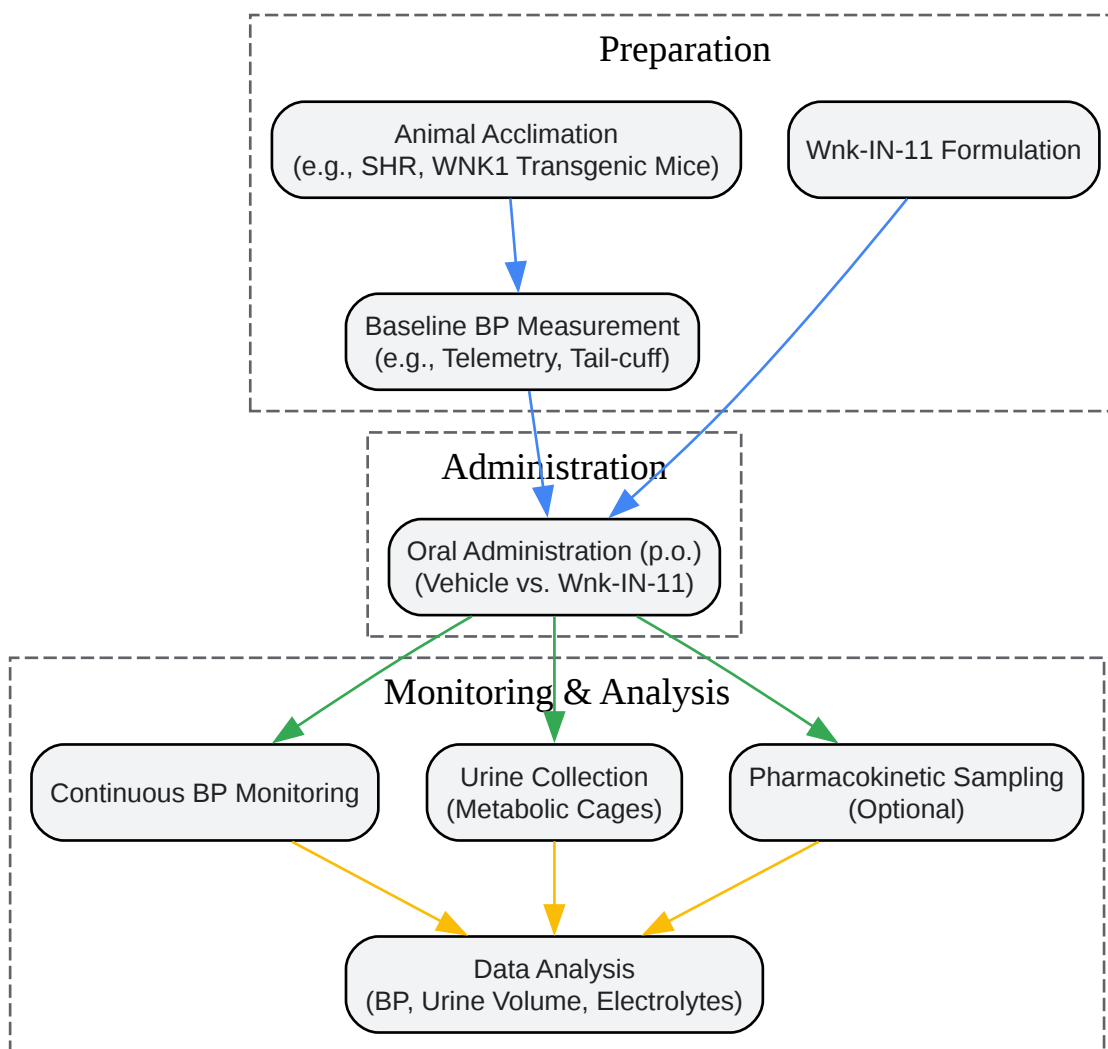 Preparation
Animal Acclimation
(e.g., SHR, WNK1 Transgenic Mice)
Wnk-IN-11 Formulation
Baseline BP Measurement
(e.g., Telemetry, Tail-cuff)
Administration
Oral Administration (p.o.)
(Vehicle vs. Wnk-IN-11)
Monitoring & Analysis
Continuous BP Monitoring
Urine Collection
(Metabolic Cages)
Pharmacokinetic Sampling
(Optional)
Data Analysis
(BP, Urine Volume, Electrolytes)